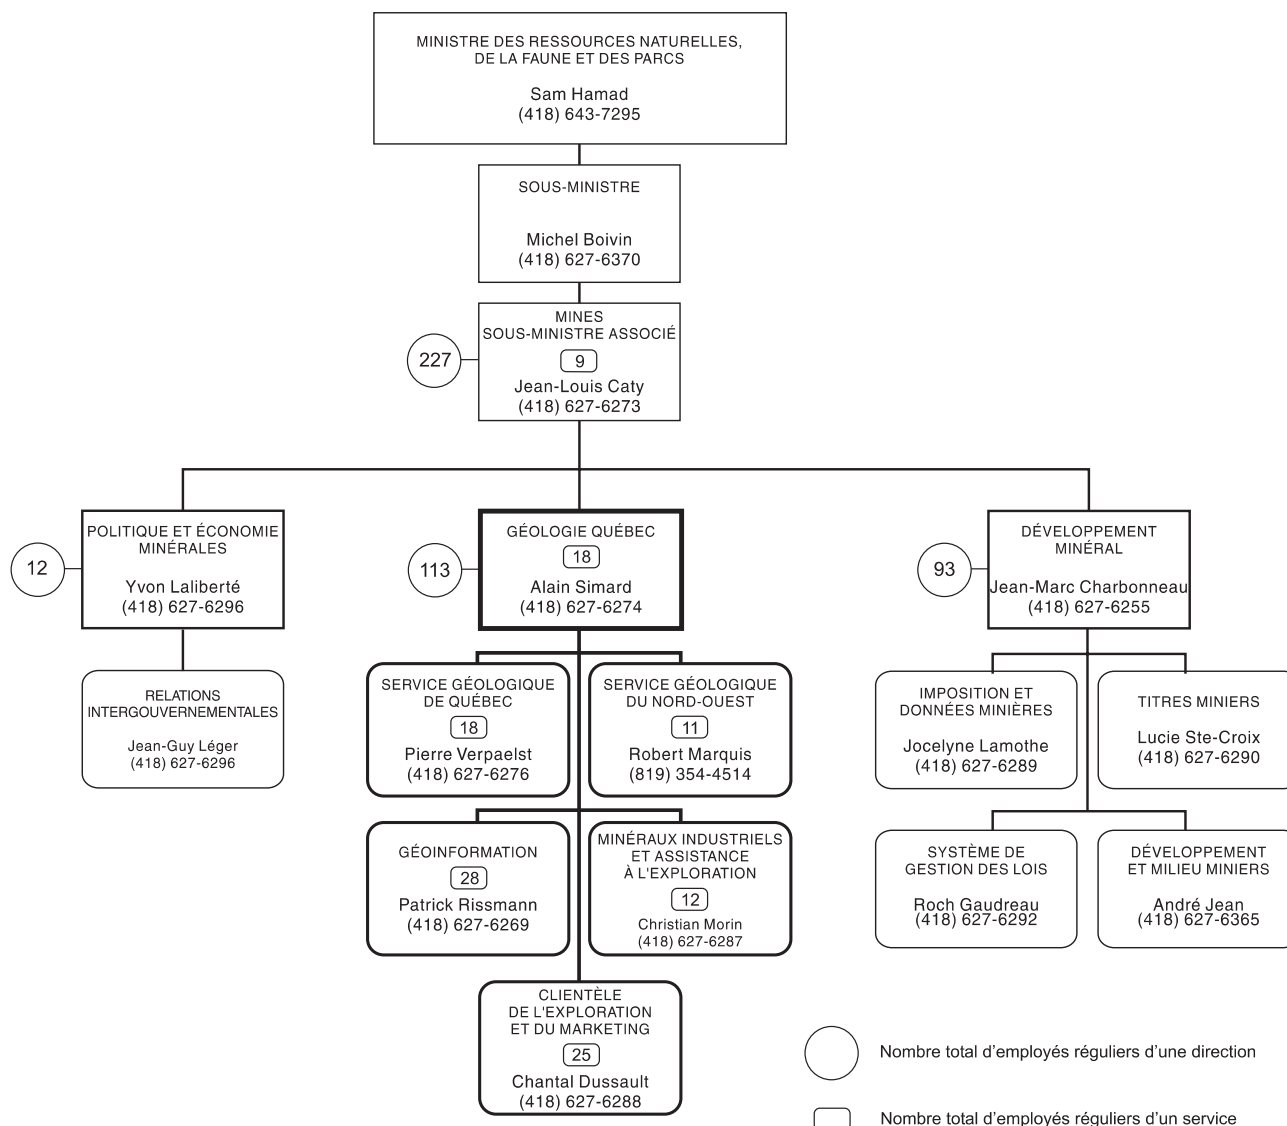 MINISTRE DES RESSOURCES NATURELLES,
DE LA FAUNE ET DES PARCS
Sam Hamad
(418) 643-7295
SOUS-MINISTRE
Michel Boivin
(418) 627-6370
227
MINES
SOUS-MINISTRE ASSOCIÉ
9
Jean-Louis Caty
(418) 627-6273
12
POLITIQUE ET ÉCONOMIE
MINÉRALES
Yvon Laliberté
(418) 627-6296
RELATIONS
INTERGOUVERNEMENTALES
Jean-Guy Léger
(418) 627-6296
113
GÉOLOGIE QUÉBEC
18
Alain Simard
(418) 627-6274
SERVICE GÉOLOGIQUE
DE QUÉBEC
18
Pierre Verpaelst
(418) 627-6276
SERVICE GÉOLOGIQUE
DU NORD-OUEST
11
Robert Marquis
(819) 354-4514
GÉOINFORMATION
28
Patrick Rissmann
(418) 627-6269
MINÉRAUX INDUSTRIELS
ET ASSISTANCE
À L'EXPLORATION
12
Christian Morin
(418) 627-6287
CLIENTÈLE
DE L'EXPLORATION
ET DU MARKETING
25
Chantal Dussault
(418) 627-6288
93
DÉVELOPPEMENT
MINÉRAL
Jean-Marc Charbonneau
(418) 627-6255
IMPOSITION ET
DONNÉES MINIÈRES
Jocelyne Lamothe
(418) 627-6289
TITRES MINIERS
Lucie Ste-Croix
(418) 627-6290
SYSTÈME DE
GESTION DES LOIS
Roch Gaudreau
(418) 627-6292
DÉVELOPPEMENT
ET MILIEU MINIERS
André Jean
(418) 627-6365
Nombre total d'employés réguliers d'une direction
Nombre total d'employés réguliers d'un service